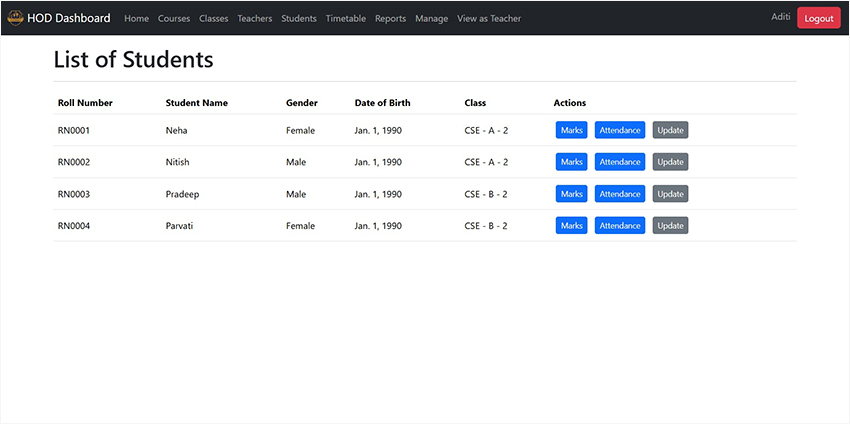 HOD Dashboard Home Courses Classes Teachers Students Timetable Reports Manage View as Teacher Aditi Logout
List of Students
Roll Number Student Name Gender Date of Birth Class Actions
RN0001 Neha Female Jan. 1, 1990 CSE - A - 2 Marks Attendance Update
RN0002 Nitish Male Jan. 1, 1990 CSE - A - 2 Marks Attendance Update
RN0003 Pradeep Male Jan. 1, 1990 CSE - B - 2 Marks Attendance Update
RN0004 Parvati Female Jan. 1, 1990 CSE - B - 2 Marks Attendance Update